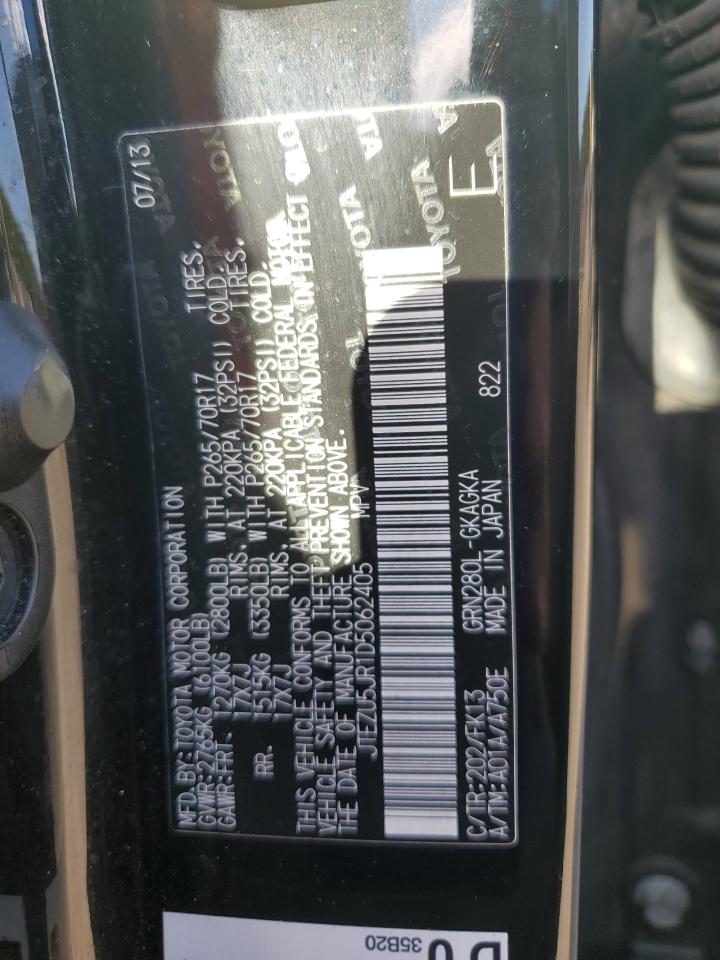 MFD.BY:TOYOTA MOTOR CORPORATION 07/13
GVWR:2765KG (6100LB)
GAWR:FRT. 1270KG (2800LB) WITH P265/70R17 TIRES.
17X7J RIMS. AT 220KPA (32PSI) COLD.
RR. 1515KG (3350LB) WITH P265/70R17 TIRES.
17X7J RIMS. AT 220KPA (32PSI) COLD.
THIS VEHICLE CONFORMS TO ALL APPLICABLE FEDERAL MOTOR
VEHICLE SAFETY AND THEFT PREVENTION STANDARDS IN EFFECT ON
THE DATE OF MANUFACTURE SHOWN ABOVE.
JTEZU5JR1D5062405 MPV
C/TR:202/FK13 GRN280L-GKAGKA 822 E
A/TM:A01A/A750E MADE IN JAPAN
TOYOTA
TOYOTA
35B20